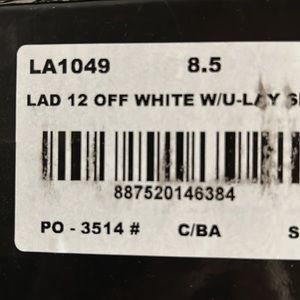 LA1049 8.5
LAD 12 OFF WHITE W/U-LAY
887520146384
PO - 3514 # C/BA S